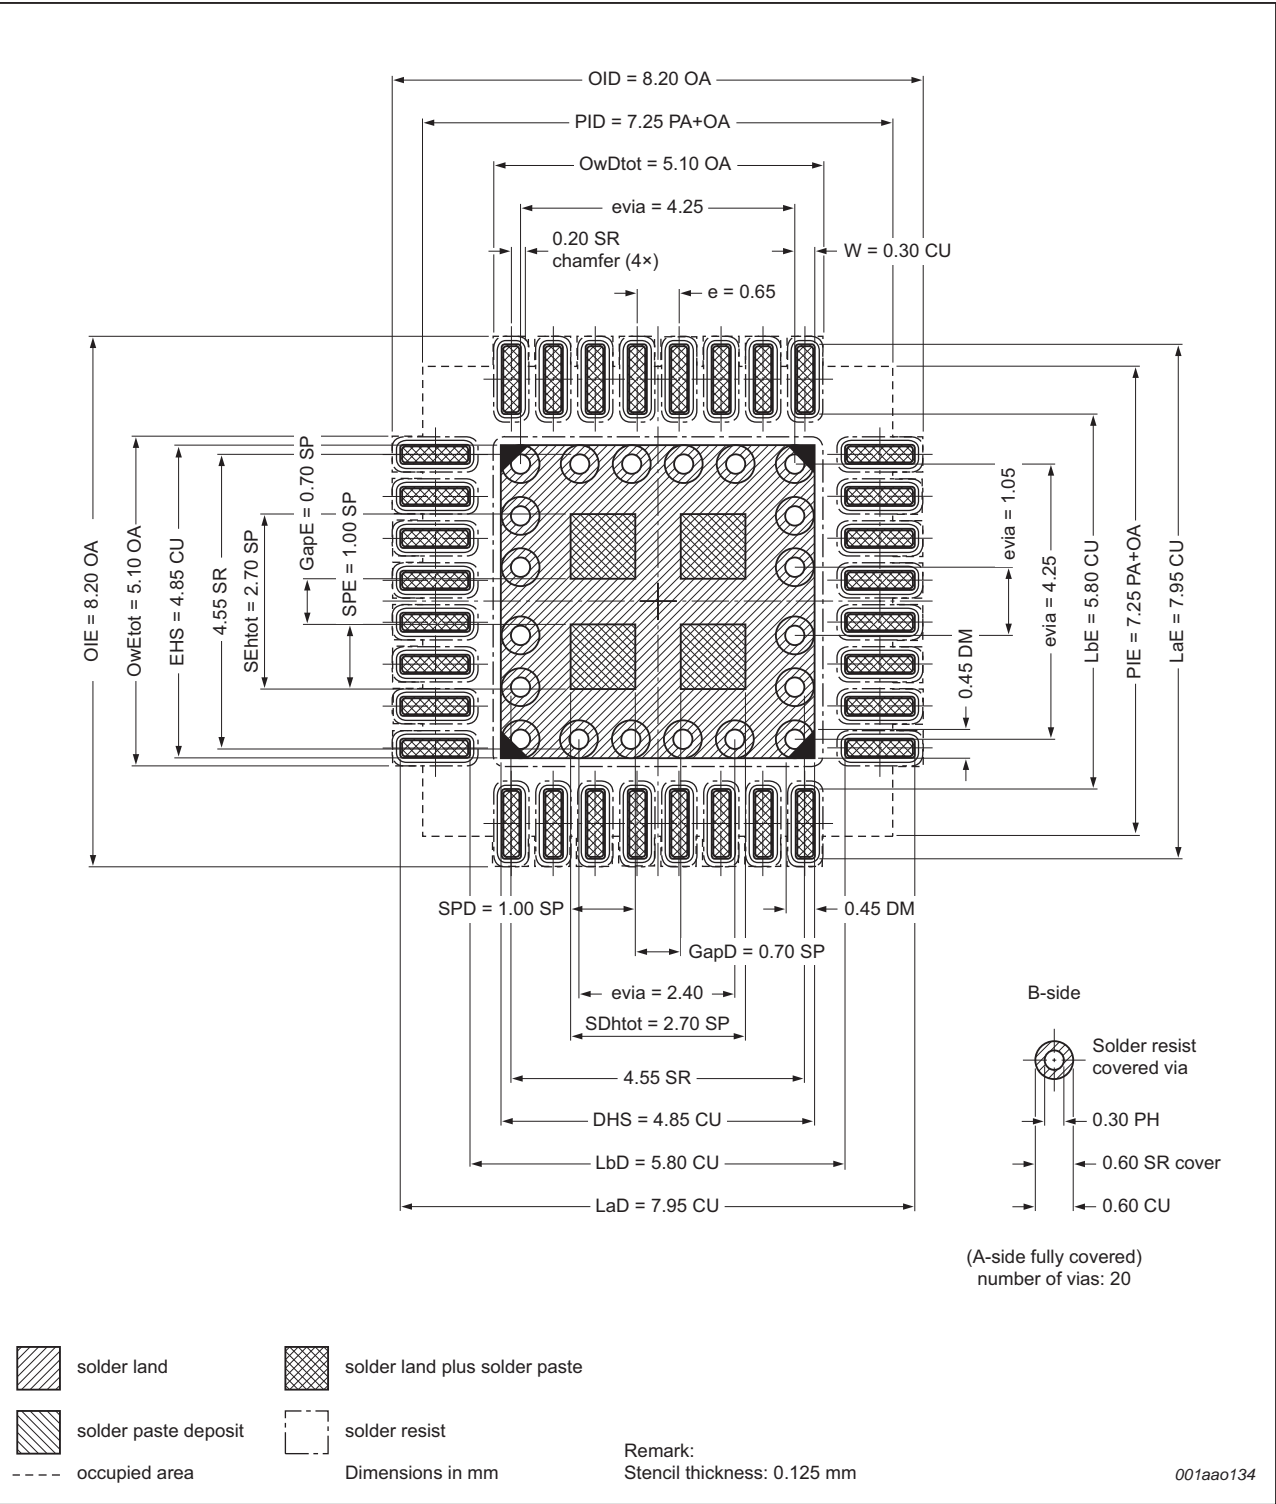 OID = 8.20 OA
PID = 7.25 PA+OA
OwDtot = 5.10 OA
evia = 4.25
0.20 SR
chamfer (4×)
W = 0.30 CU
e = 0.65
OIE = 8.20 OA
OwEtot = 5.10 OA
EHS = 4.85 CU
4.55 SR
SEhtot = 2.70 SP
GapE = 0.70 SP
SPE = 1.00 SP
evia = 1.05
0.45 DM
evia = 4.25
LbE = 5.80 CU
PIE = 7.25 PA+OA
LaE = 7.95 CU
SPD = 1.00 SP
0.45 DM
GapD = 0.70 SP
evia = 2.40
SDhtot = 2.70 SP
4.55 SR
DHS = 4.85 CU
LbD = 5.80 CU
LaD = 7.95 CU
B-side
Solder resist
covered via
0.30 PH
0.60 SR cover
0.60 CU
(A-side fully covered)
number of vias: 20
solder land
solder land plus solder paste
solder paste deposit
solder resist
occupied area
Dimensions in mm
Remark:
Stencil thickness: 0.125 mm
001aao134